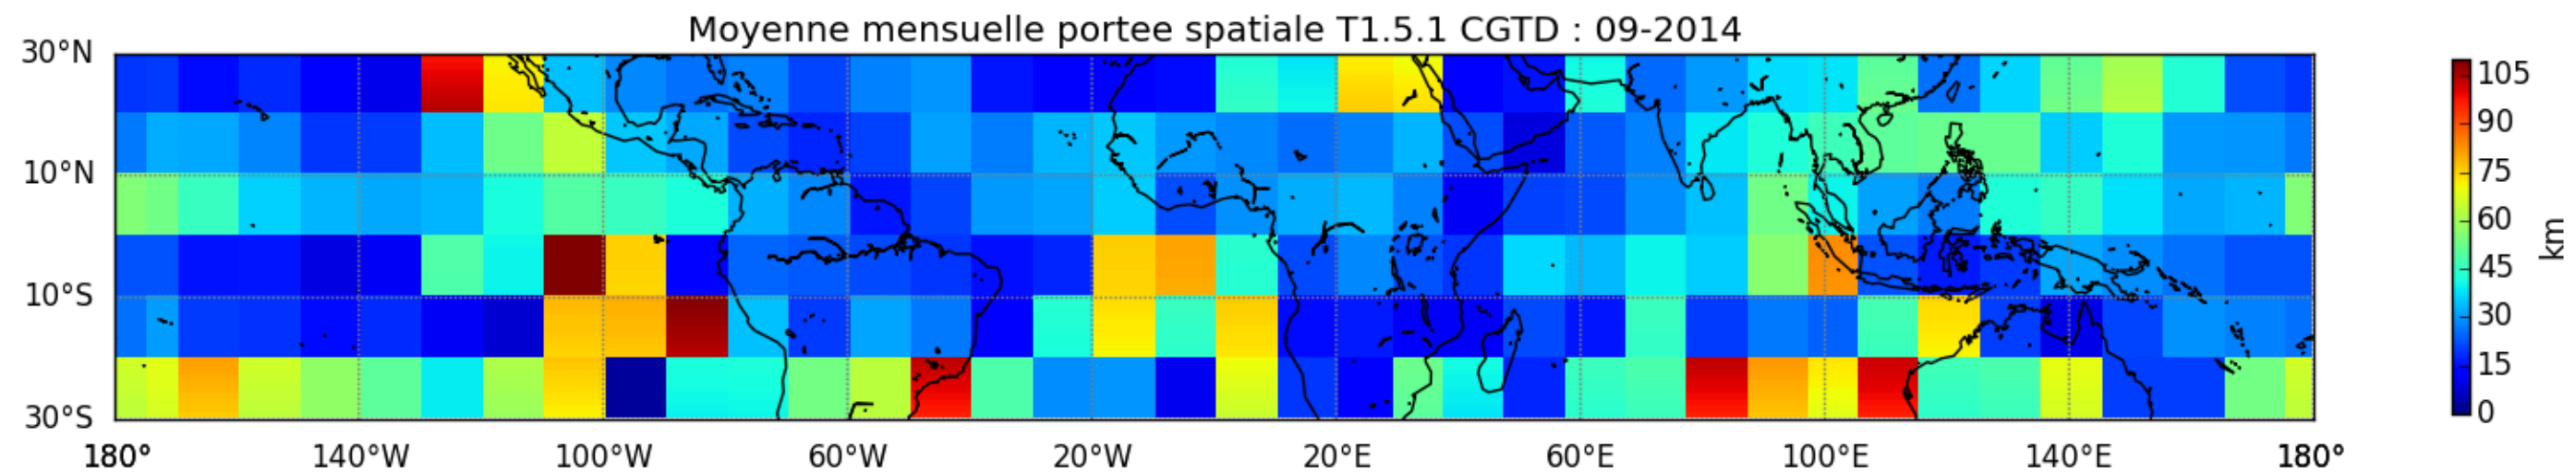 Moyenne mensuelle portee spatiale T1.5.1 CGTD : 09-2014
30°N
10°N
10°S
30°S
180° 140°W 100°W 60°W 20°W 20°E 60°E 100°E 140°E 180°
105
90
75
60
45
30
15
0
km